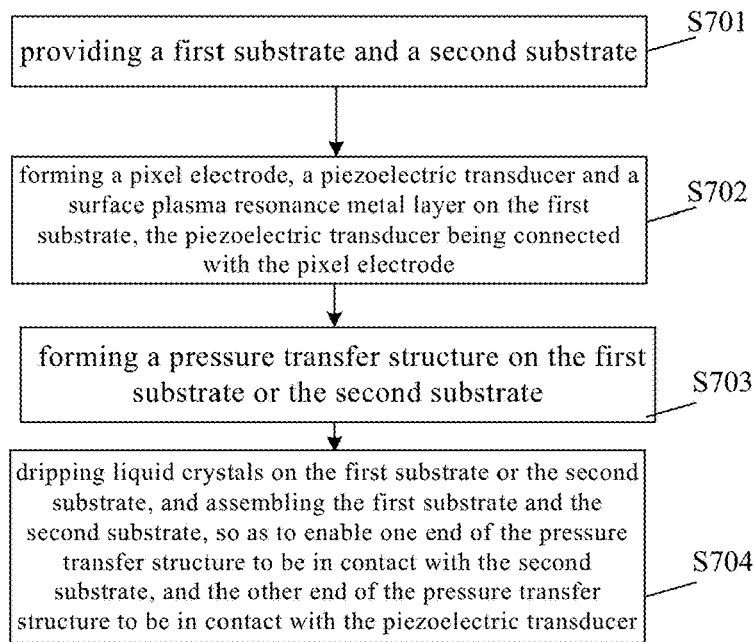 S701
providing a first substrate and a second substrate
forming a pixel electrode, a piezoelectric transducer and a
surface plasma resonance metal layer on the first
substrate, the piezoelectric transducer being connected
with the pixel electrode
S702
forming a pressure transfer structure on the first
substrate or the second substrate
S703
dripping liquid crystals on the first substrate or the second
substrate, and assembling the first substrate and the
second substrate, so as to enable one end of the pressure
transfer structure to be in contact with the second
substrate, and the other end of the pressure transfer
structure to be in contact with the piezoelectric transducer
S704